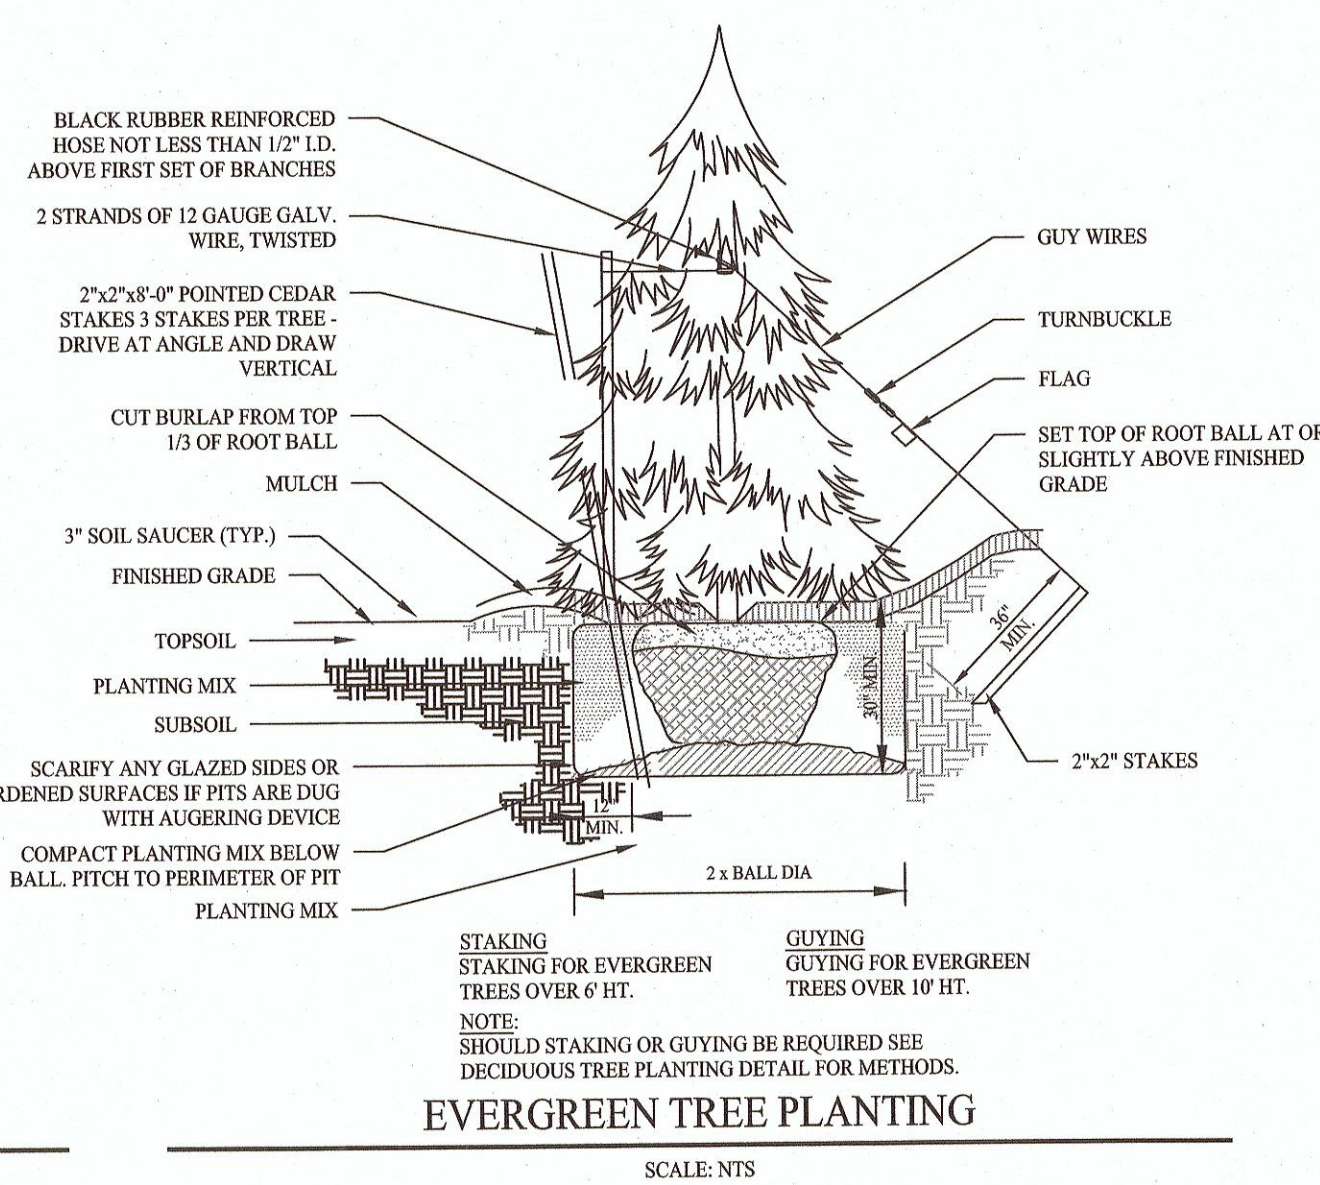 BLACK RUBBER REINFORCED
HOSE NOT LESS THAN 1/2" I.D.
ABOVE FIRST SET OF BRANCHES
2 STRANDS OF 12 GAUGE GALV.
WIRE, TWISTED
2"x2"x8'-0" POINTED CEDAR
STAKES 3 STAKES PER TREE -
DRIVE AT ANGLE AND DRAW
VERTICAL
CUT BURLAP FROM TOP
1/3 OF ROOT BALL
MULCH
3" SOIL SAUCER (TYP.)
FINISHED GRADE
TOPSOIL
PLANTING MIX
SUBSOIL
SCARIFY ANY GLAZED SIDES OR
RDENED SURFACES IF PITS ARE DUG
WITH AUGERING DEVICE
COMPACT PLANTING MIX BELOW
BALL. PITCH TO PERIMETER OF PIT
PLANTING MIX
GUY WIRES
TURNBUCKLE
FLAG
SET TOP OF ROOT BALL AT OR
SLIGHTLY ABOVE FINISHED
GRADE
36"
MIN.
30" MIN
2"x2" STAKES
12"
MIN.
2 x BALL DIA
STAKING
STAKING FOR EVERGREEN
TREES OVER 6' HT.
GUYING
GUYING FOR EVERGREEN
TREES OVER 10' HT.
NOTE:
SHOULD STAKING OR GUYING BE REQUIRED SEE
DECIDUOUS TREE PLANTING DETAIL FOR METHODS.
EVERGREEN TREE PLANTING
SCALE: NTS